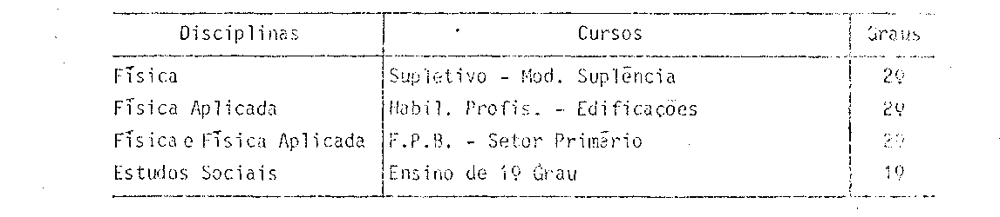 Disciplinas Cursos Graus
Física Supletivo - Mod. Suplência 2º
Física Aplicada Habil. Profis. - Edificações 2º
Física e Física Aplicada F.P.B. - Setor Primário 2º
Estudos Sociais Ensino de 1º Grau 1º